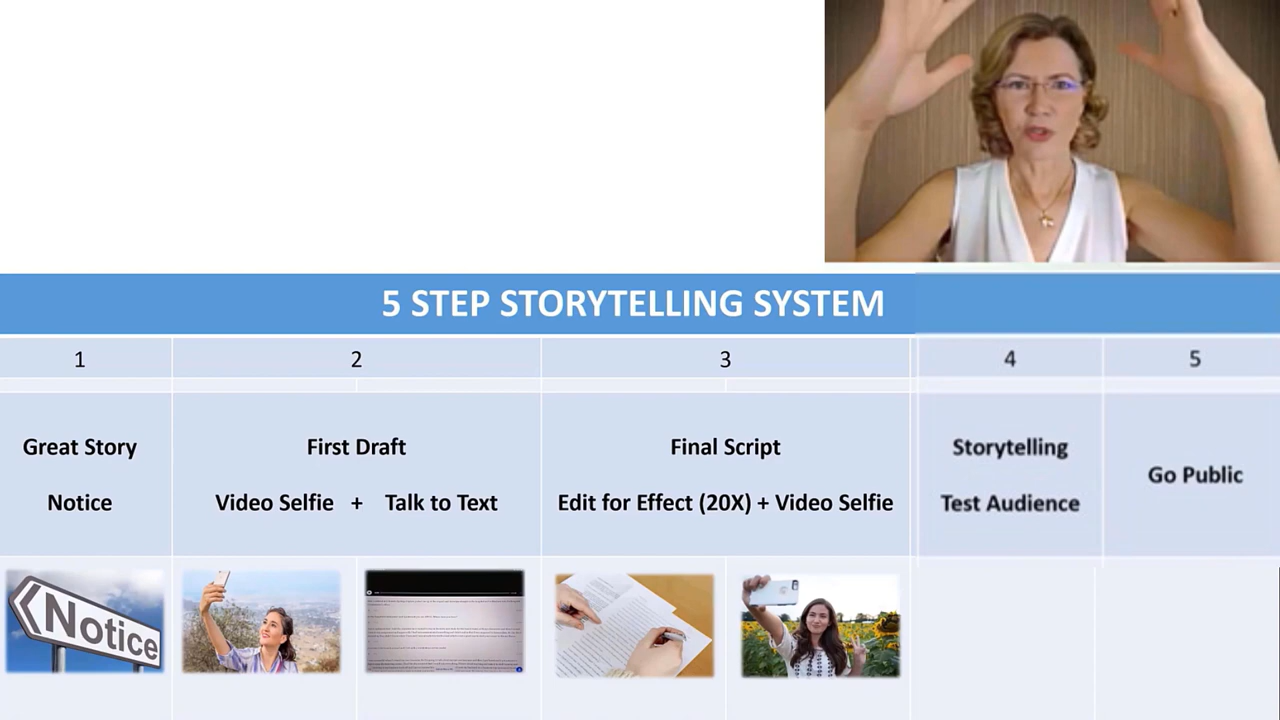 5 STEP STORYTELLING SYSTEM
1
2
3
4
5
Great Story
Notice
First Draft
Video Selfie + Talk to Text
Final Script
Edit for Effect (20X) + Video Selfie
Storytelling
Test Audience
Go Public
Notice